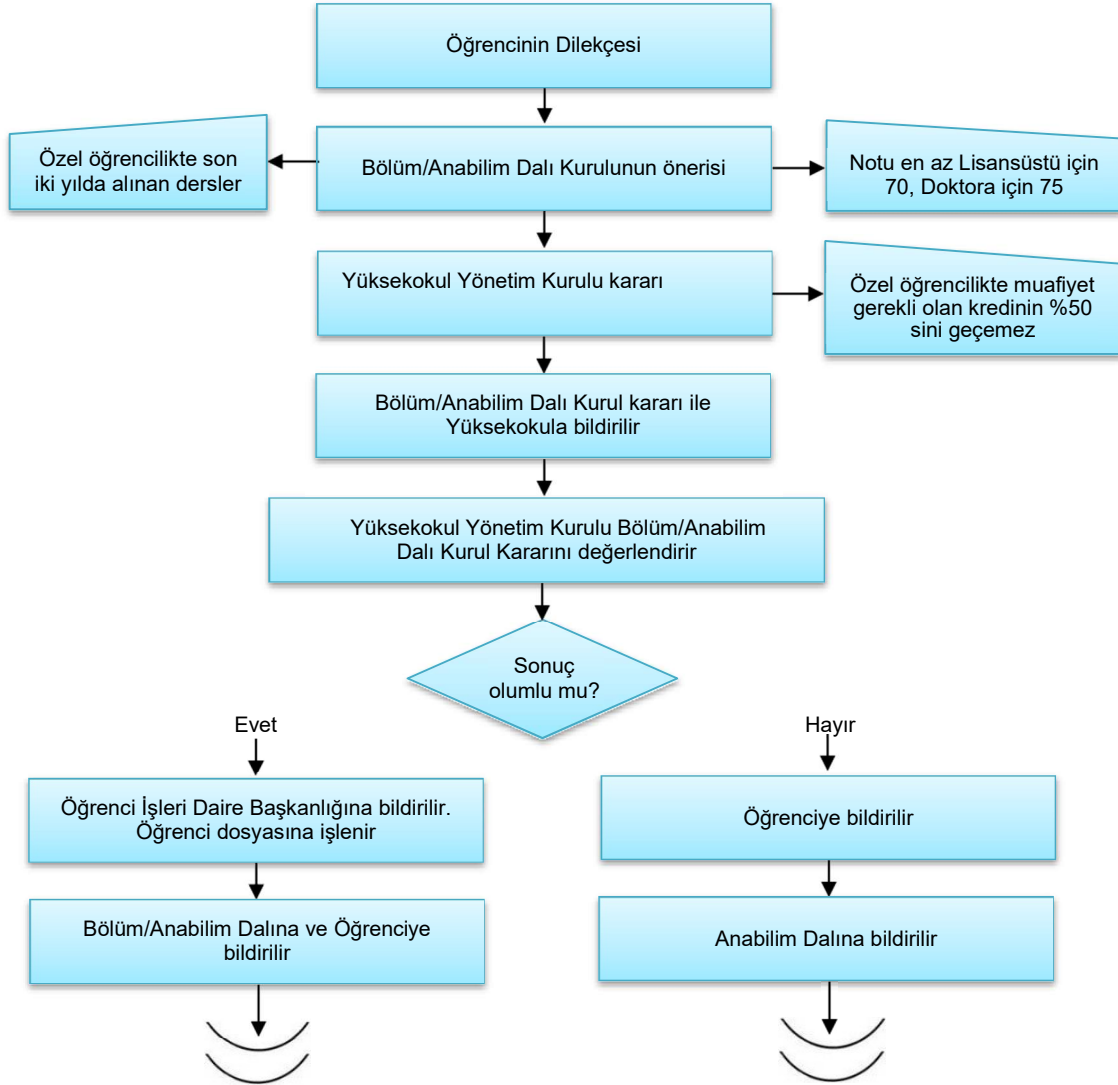 Öğrencinin Dilekçesi
Özel öğrencilikte son
iki yılda alınan dersler
Bölüm/Anabilim Dalı Kurulunun önerisi
Notu en az Lisansüstü için
70, Doktora için 75
Yüksekokul Yönetim Kurulu kararı
Özel öğrencilikte muafiyet
gerekli olan kredinin %50
sini geçemez
Bölüm/Anabilim Dalı Kurul kararı ile
Yüksekokula bildirilir
Yüksekokul Yönetim Kurulu Bölüm/Anabilim
Dalı Kurul Kararını değerlendirir
Sonuç
olumlu mu?
Evet
Hayır
Öğrenci İşleri Daire Başkanlığına bildirilir.
Öğrenci dosyasına işlenir
Öğrenciye bildirilir
Bölüm/Anabilim Dalına ve Öğrenciye
bildirilir
Anabilim Dalına bildirilir